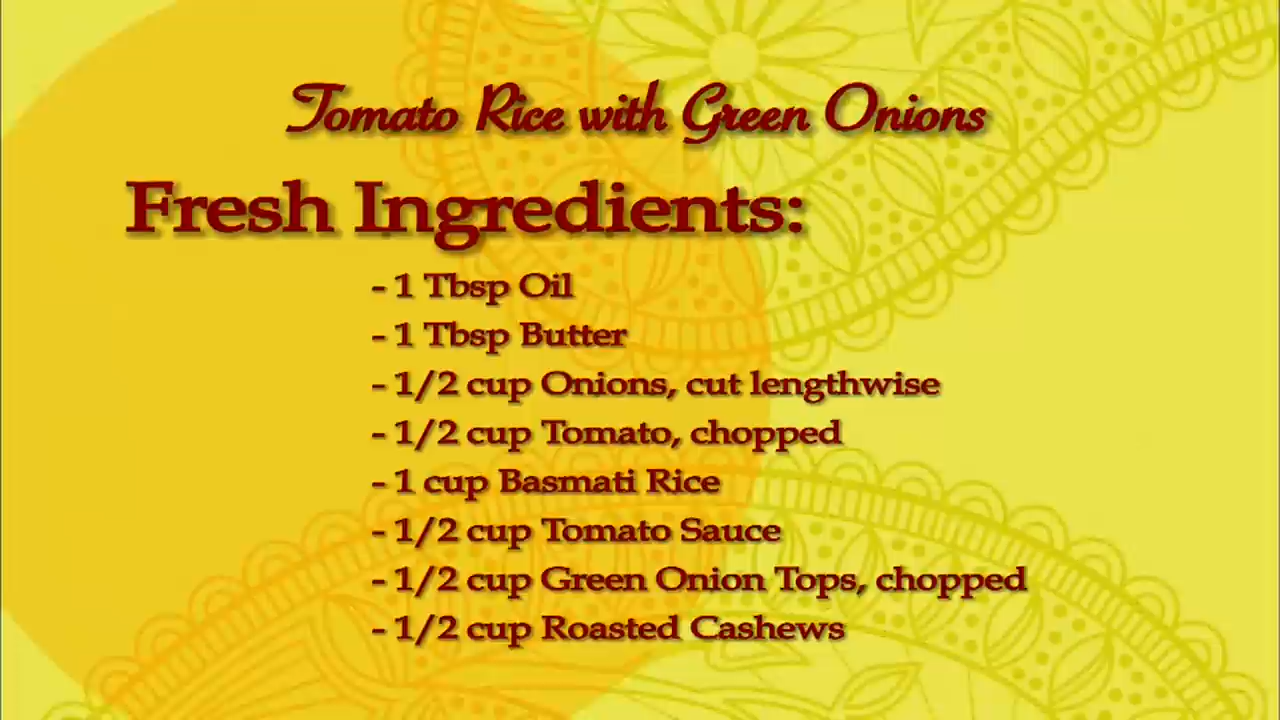 Tomato Rice with Green Onions
Fresh Ingredients:
- 1 Tbsp Oil
- 1 Tbsp Butter
- 1/2 cup Onions, cut lengthwise
- 1/2 cup Tomato, chopped
- 1 cup Basmati Rice
- 1/2 cup Tomato Sauce
- 1/2 cup Green Onion Tops, chopped
- 1/2 cup Roasted Cashews